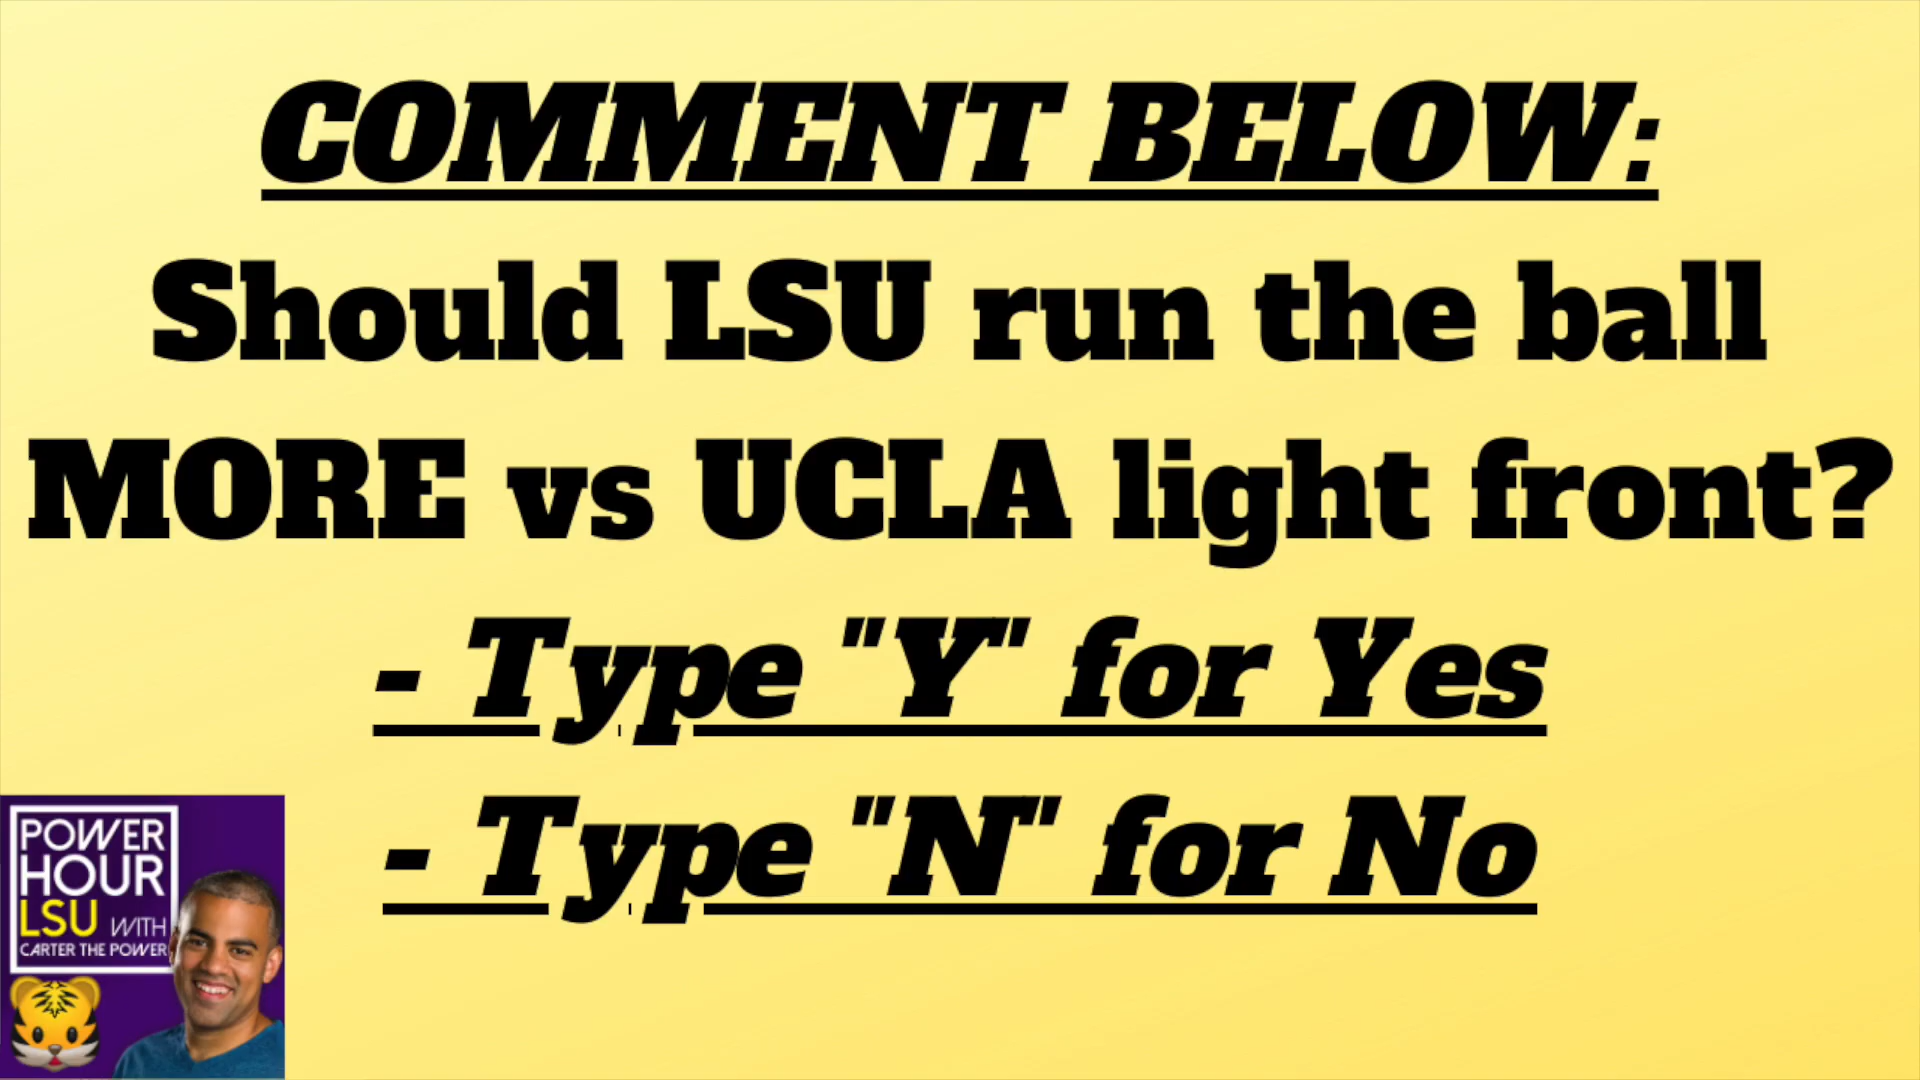 COMMENT BELOW:
Should LSU run the ball
MORE vs UCLA light front?
- Type "Y" for Yes
- Type "N" for No
POWER
HOUR
LSU WITH
CARTER THE POWER